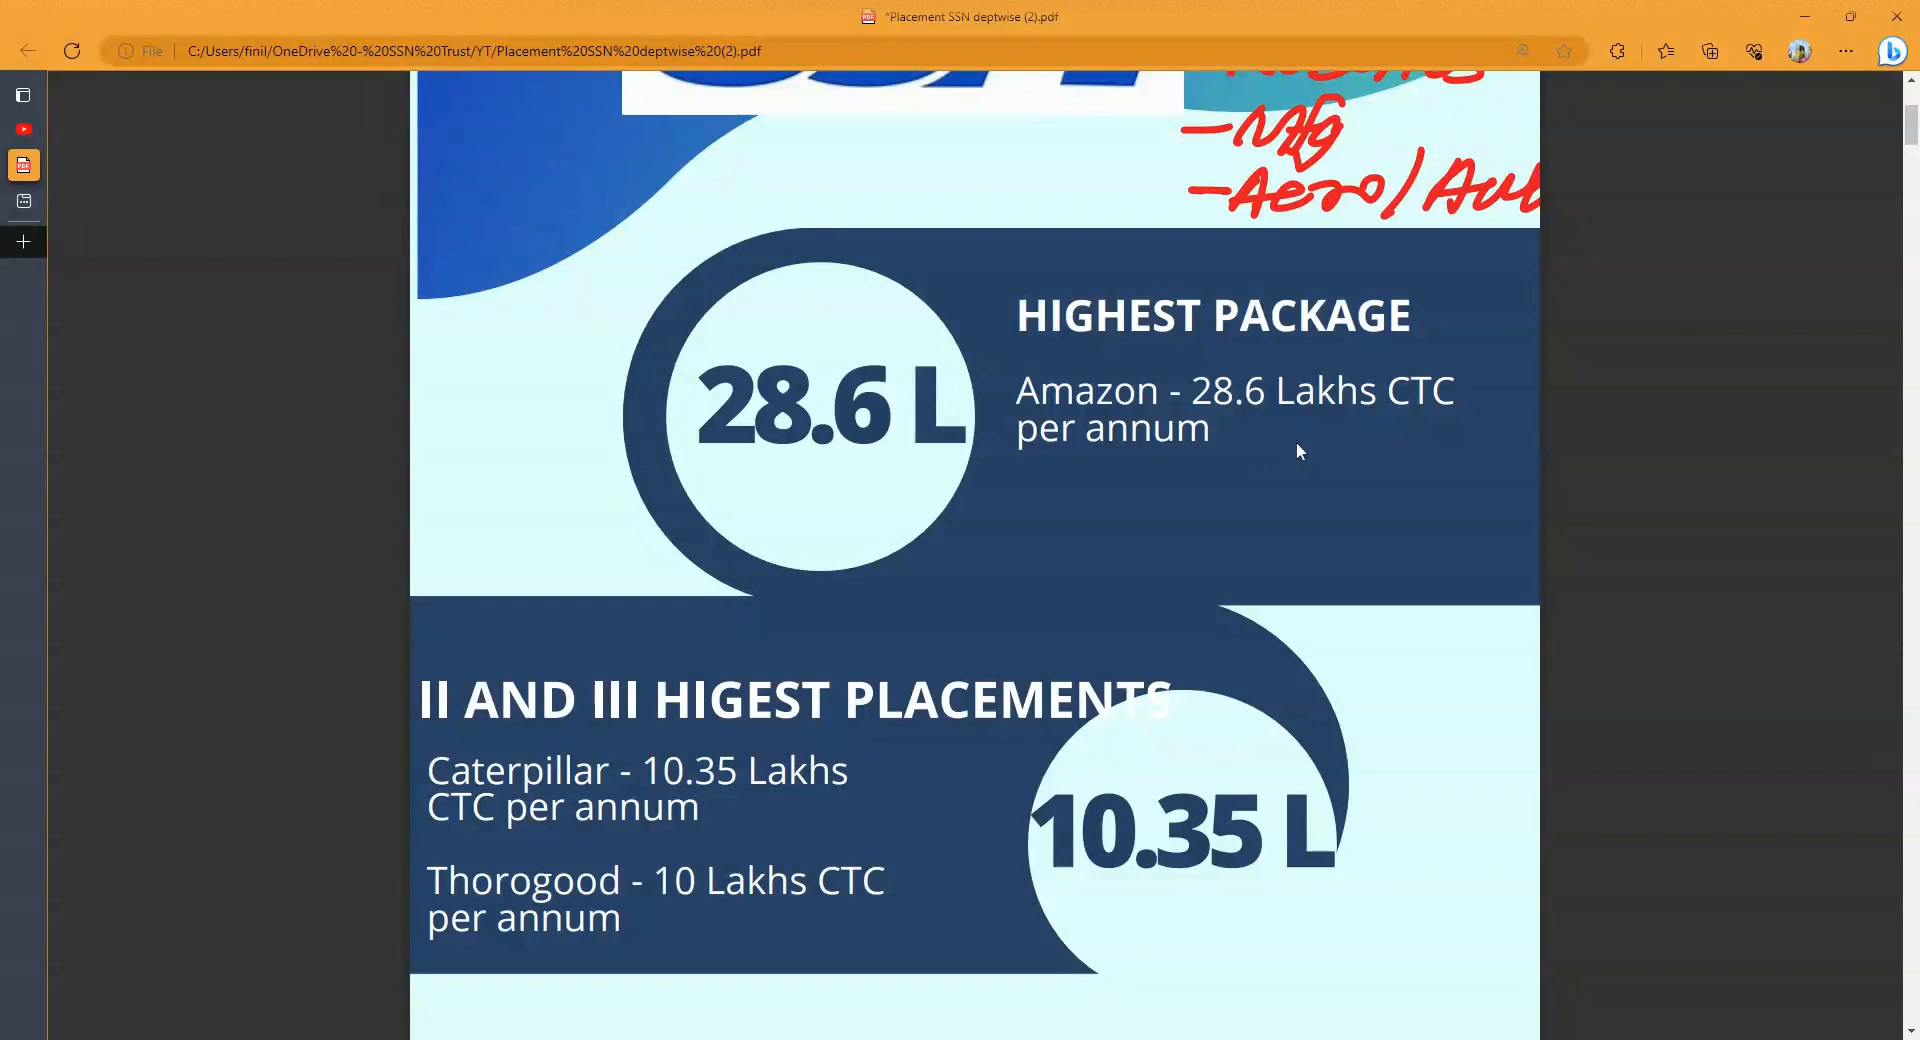 *Placement SSN deptwise (2).pdf
File
C:/Users/finil/OneDrive%20-%20SSN%20Trust/YT/Placement%20SSN%20deptwise%20(2).pdf
-Mfg
-Aero/Aut
HIGHEST PACKAGE
28.6 L
Amazon - 28.6 Lakhs CTC
per annum
II AND III HIGEST PLACEMENTS
Caterpillar - 10.35 Lakhs
CTC per annum
10.35 L
Thorogood - 10 Lakhs CTC
per annum